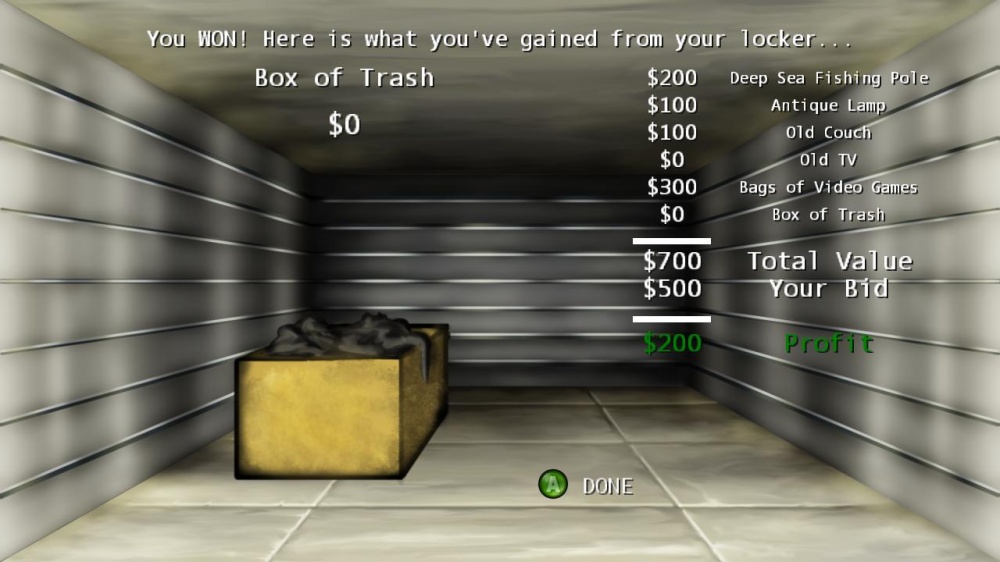 You WON! Here is what you've gained from your locker...
Box of Trash
$0
$200 Deep Sea Fishing Pole
$100 Antique Lamp
$100 Old Couch
$0 Old TV
$300 Bags of Video Games
$0 Box of Trash
$700 Total Value
$500 Your Bid
$200 Profit
A DONE